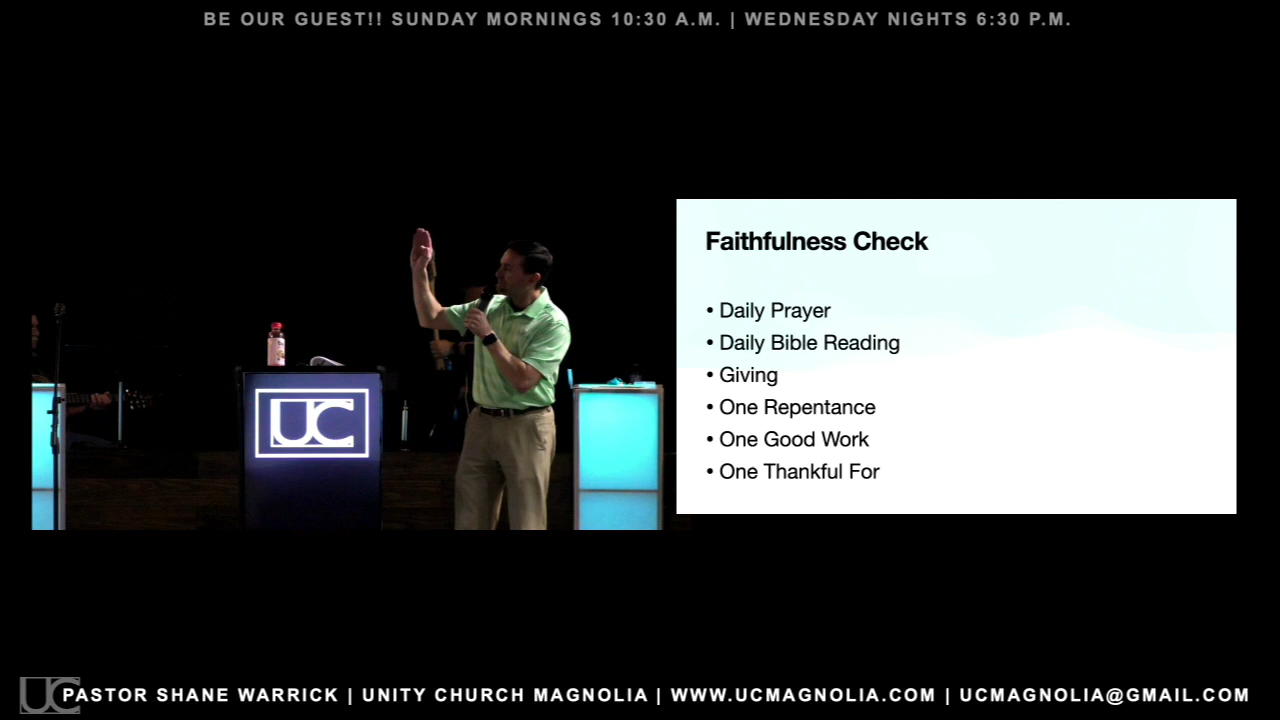 BE OUR GUEST!! SUNDAY MORNINGS 10:30 A.M. | WEDNESDAY NIGHTS 6:30 P.M.
UC
Faithfulness Check
• Daily Prayer
• Daily Bible Reading
• Giving
• One Repentance
• One Good Work
• One Thankful For
UC
PASTOR SHANE WARRICK | UNITY CHURCH MAGNOLIA | WWW.UCMAGNOLIA.COM | UCMAGNOLIA@GMAIL.COM